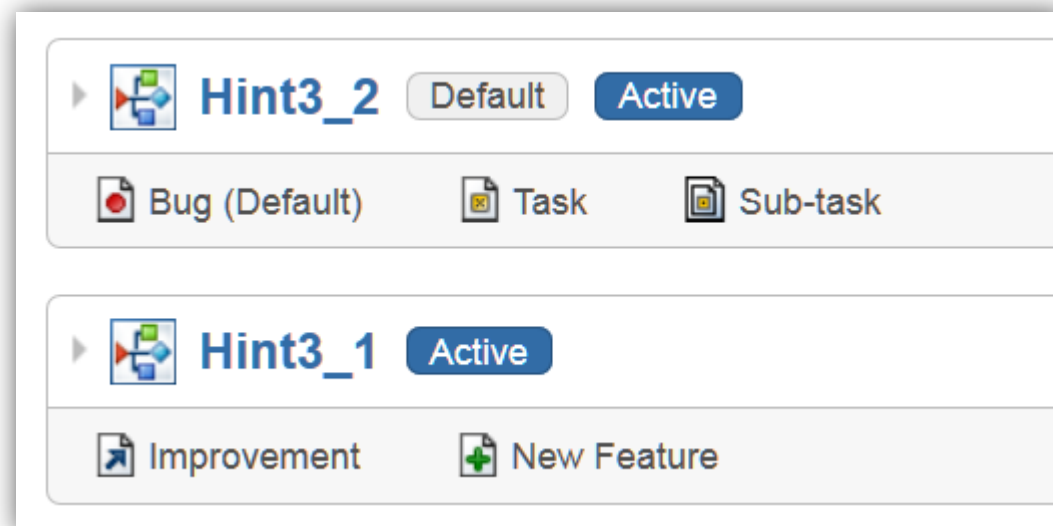 Hint3_2 Default Active
Bug (Default) Task Sub-task
Hint3_1 Active
Improvement New Feature